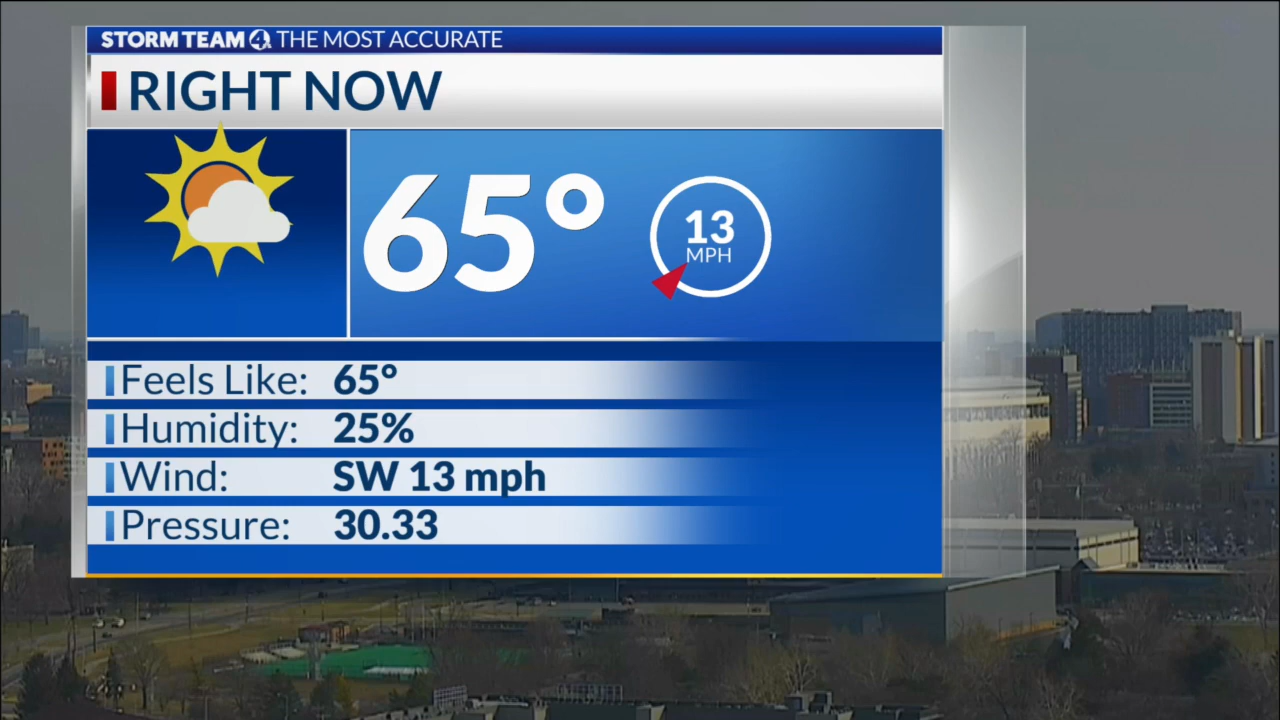 STORM TEAM 4 THE MOST ACCURATE
RIGHT NOW
65°
13
MPH
Feels Like: 65°
Humidity: 25%
Wind: SW 13 mph
Pressure: 30.33